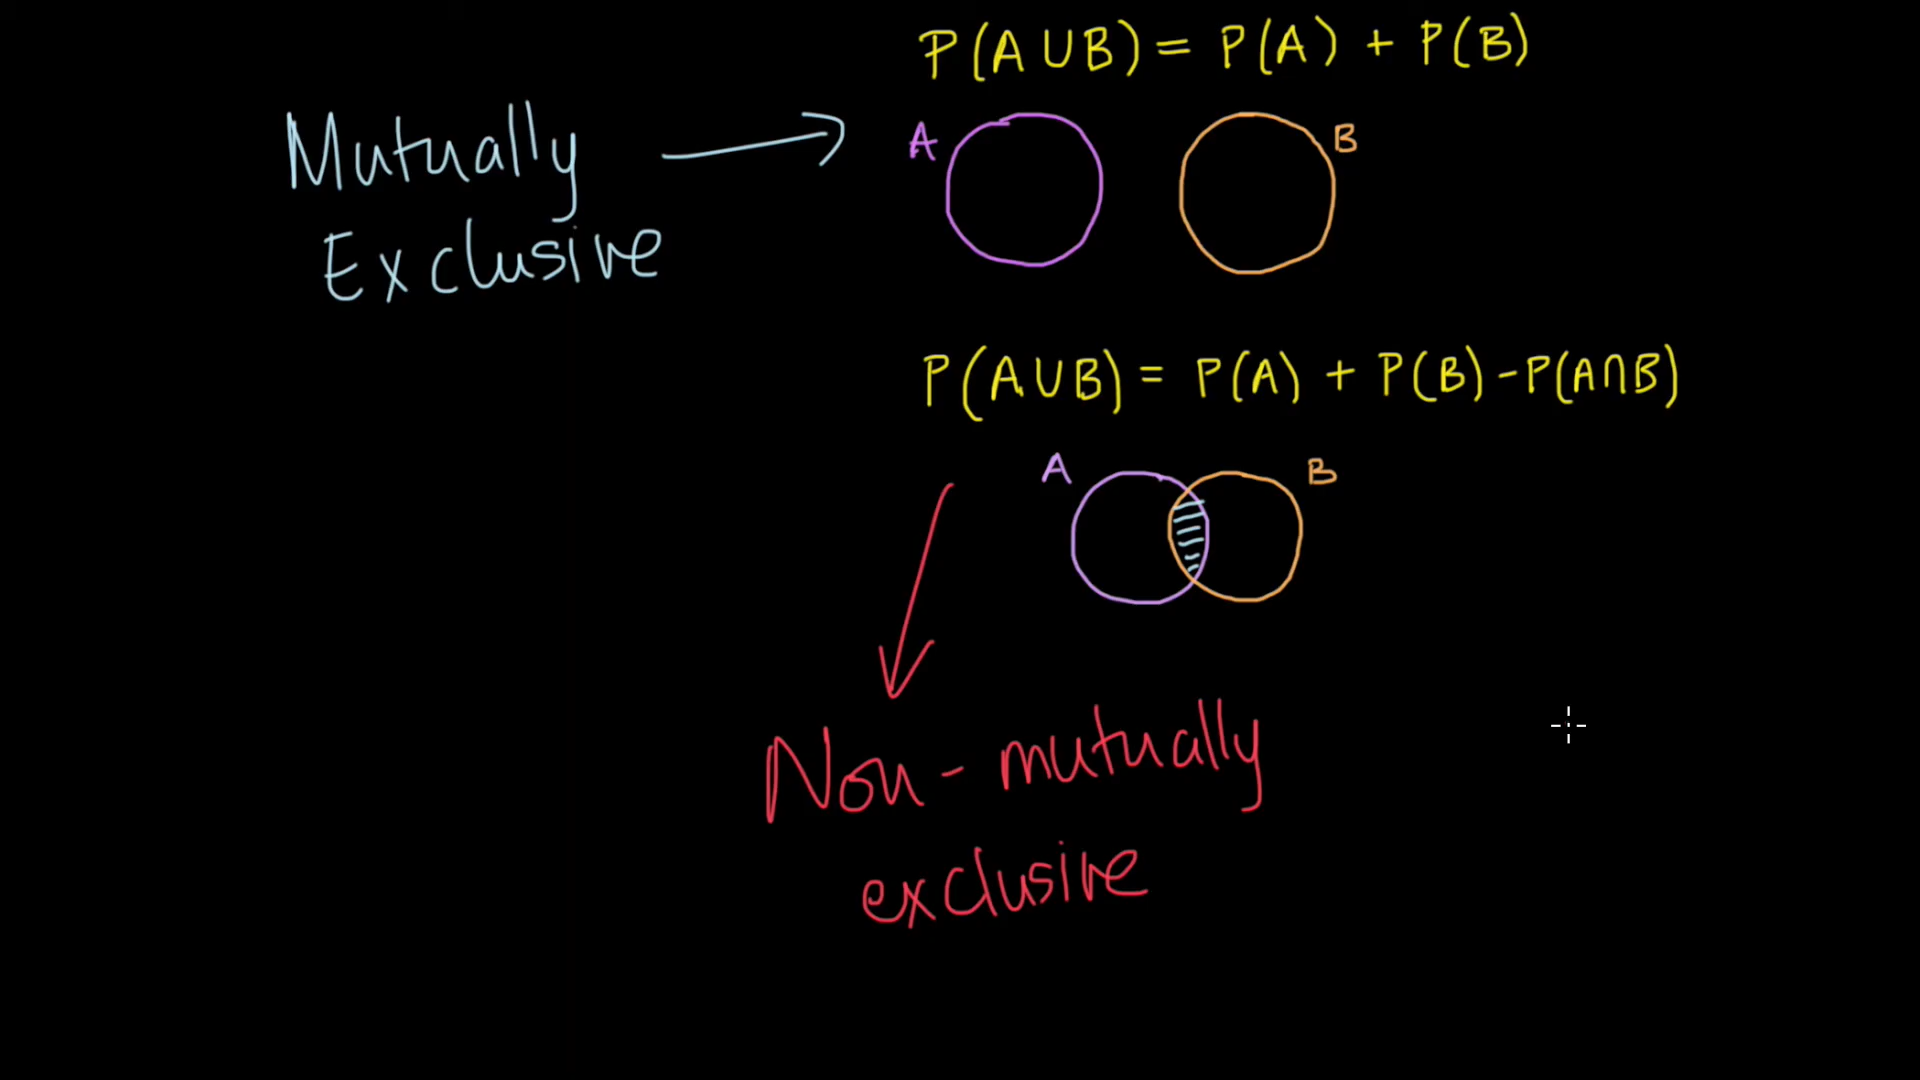 P(A∪B) = P(A) + P(B)
Mutually
Exclusive
A
B
P(A∪B) = P(A) + P(B) - P(A∩B)
A
B
Non-mutually
exclusive